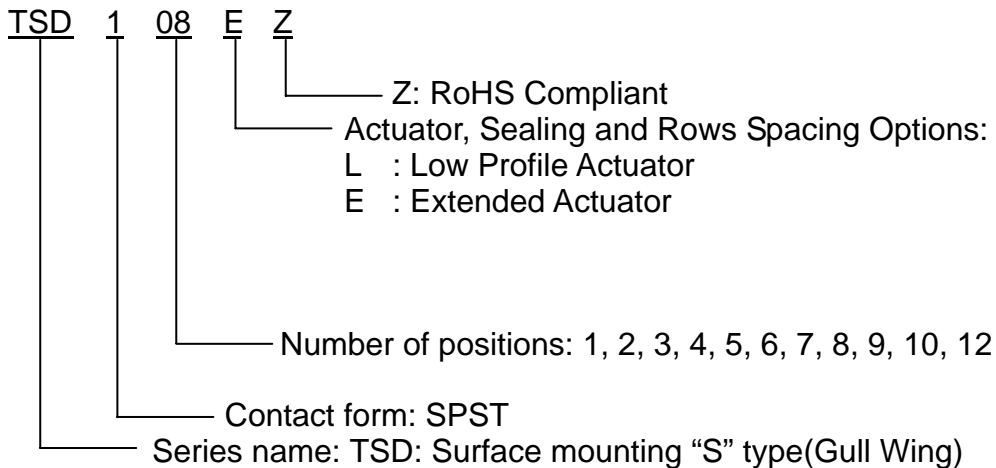 TSD 1 08 E Z
Z: RoHS Compliant
Actuator, Sealing and Rows Spacing Options:
L : Low Profile Actuator
E : Extended Actuator
Number of positions: 1, 2, 3, 4, 5, 6, 7, 8, 9, 10, 12
Contact form: SPST
Series name: TSD: Surface mounting “S” type(Gull Wing)